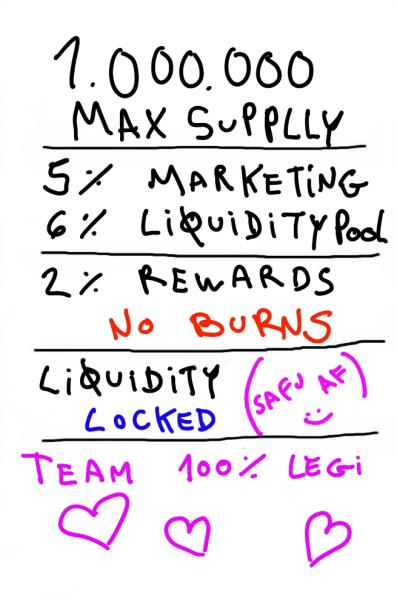 1.000.000
MAX SUPPLLY
5% MARKETiNG
6% LiQUiDiTY Pool
2% REWARDS
No BURNS
LiQUiDiTY
LOCKED
(SAFU AF)
:)
TEAM 100% LEGi